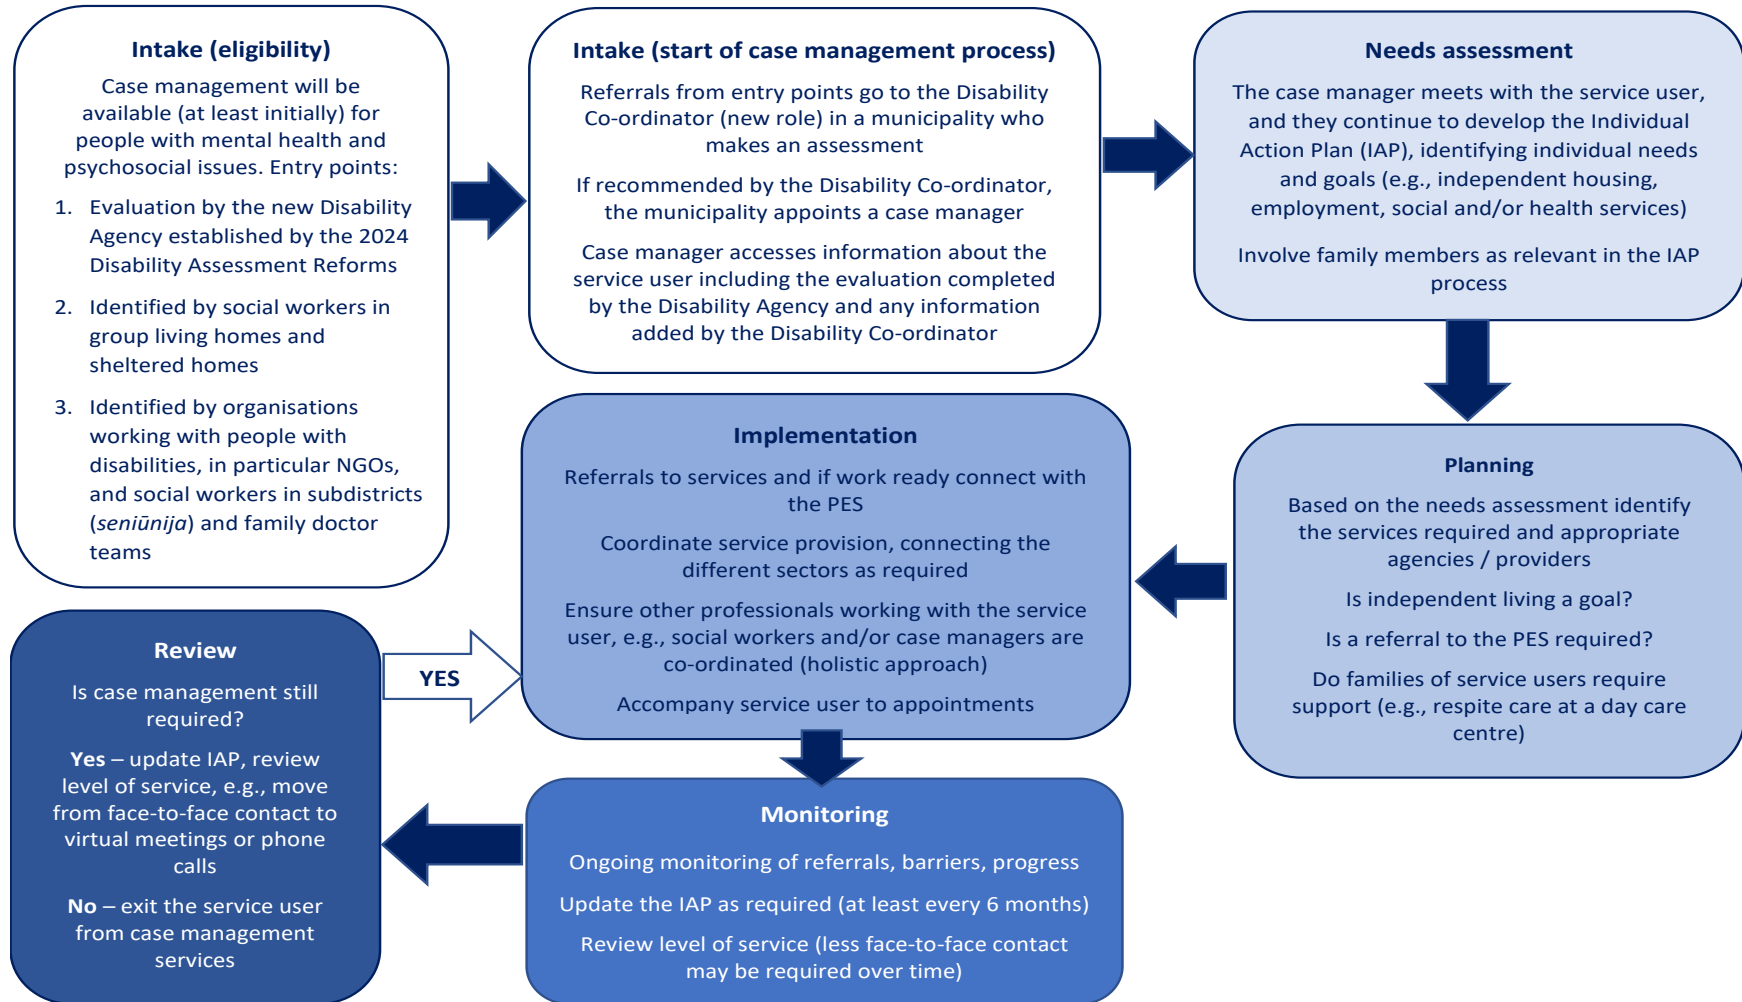 Intake (eligibility)
Case management will be
available (at least initially) for
people with mental health and
psychosocial issues. Entry points:
1. Evaluation by the new Disability
Agency established by the 2024
Disability Assessment Reforms
2. Identified by social workers in
group living homes and
sheltered homes
3. Identified by organisations
working with people with
disabilities, in particular NGOs,
and social workers in subdistricts
(seniūnija) and family doctor
teams
Intake (start of case management process)
Referrals from entry points go to the Disability
Co-ordinator (new role) in a municipality who
makes an assessment
If recommended by the Disability Co-ordinator,
the municipality appoints a case manager
Case manager accesses information about the
service user including the evaluation completed
by the Disability Agency and any information
added by the Disability Co-ordinator
Needs assessment
The case manager meets with the service user,
and they continue to develop the Individual
Action Plan (IAP), identifying individual needs
and goals (e.g., independent housing,
employment, social and/or health services)
Involve family members as relevant in the IAP
process
Planning
Based on the needs assessment identify
the services required and appropriate
agencies / providers
Is independent living a goal?
Is a referral to the PES required?
Do families of service users require
support (e.g., respite care at a day care
centre)
Implementation
Referrals to services and if work ready connect with
the PES
Coordinate service provision, connecting the
different sectors as required
Ensure other professionals working with the service
user, e.g., social workers and/or case managers are
co-ordinated (holistic approach)
Accompany service user to appointments
Monitoring
Ongoing monitoring of referrals, barriers, progress
Update the IAP as required (at least every 6 months)
Review level of service (less face-to-face contact
may be required over time)
Review
Is case management still
required?
Yes – update IAP, review
level of service, e.g., move
from face-to-face contact to
virtual meetings or phone
calls
No – exit the service user
from case management
services
YES